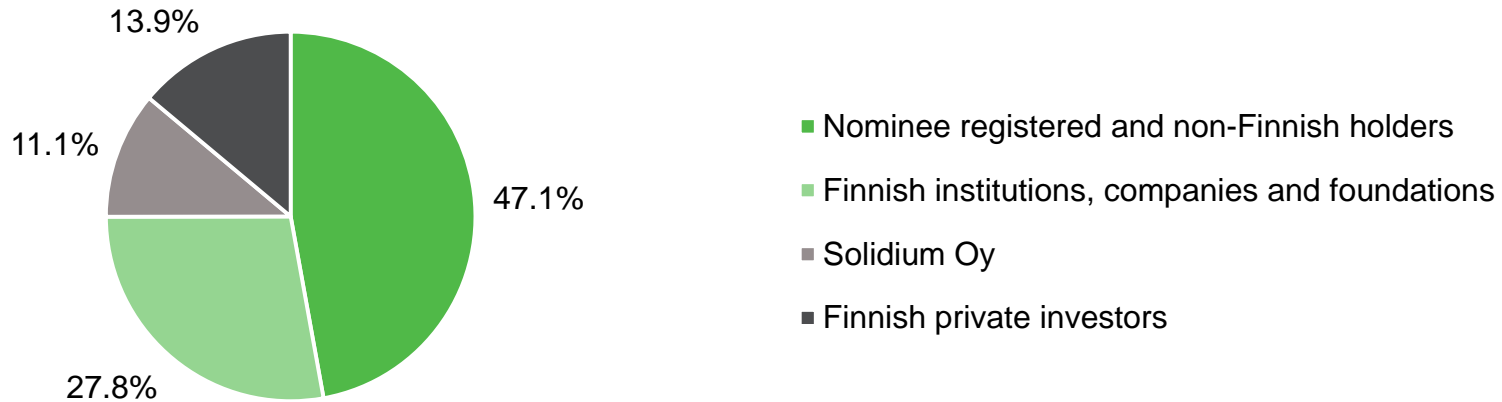 13.9%
11.1%
47.1%
27.8%
Nominee registered and non-Finnish holders
Finnish institutions, companies and foundations
Solidium Oy
Finnish private investors